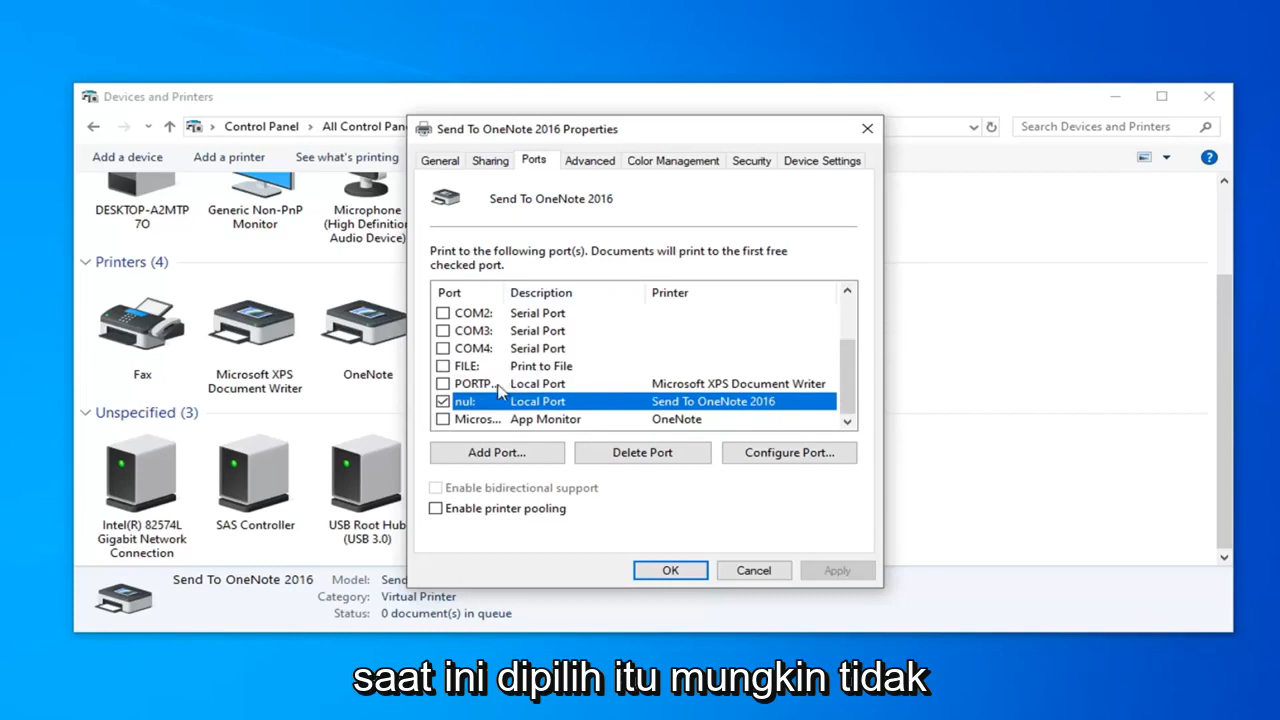 Devices and Printers
Control Panel
All Control Pane
Search Devices and Printers
Add a device
Add a printer
See what's printing
DESKTOP-A2MTP
7O
Generic Non-PnP
Monitor
Microphone
(High Definition
Audio Device)
Printers (4)
Fax
Microsoft XPS
Document Writer
OneNote
Unspecified (3)
Intel(R) 82574L
Gigabit Network
Connection
SAS Controller
USB Root Hub
(USB 3.0)
Send To OneNote 2016
Model: Send
Category: Virtual Printer
Status: 0 document(s) in queue
Send To OneNote 2016 Properties
General Sharing Ports Advanced Color Management Security Device Settings
Send To OneNote 2016
Print to the following port(s). Documents will print to the first free
checked port.
Port Description Printer
COM2: Serial Port
COM3: Serial Port
COM4: Serial Port
FILE: Print to File
PORTP... Local Port Microsoft XPS Document Writer
nul: Local Port Send To OneNote 2016
Micros... App Monitor OneNote
Add Port... Delete Port Configure Port...
Enable bidirectional support
Enable printer pooling
OK Cancel Apply
saat ini dipilih itu mungkin tidak